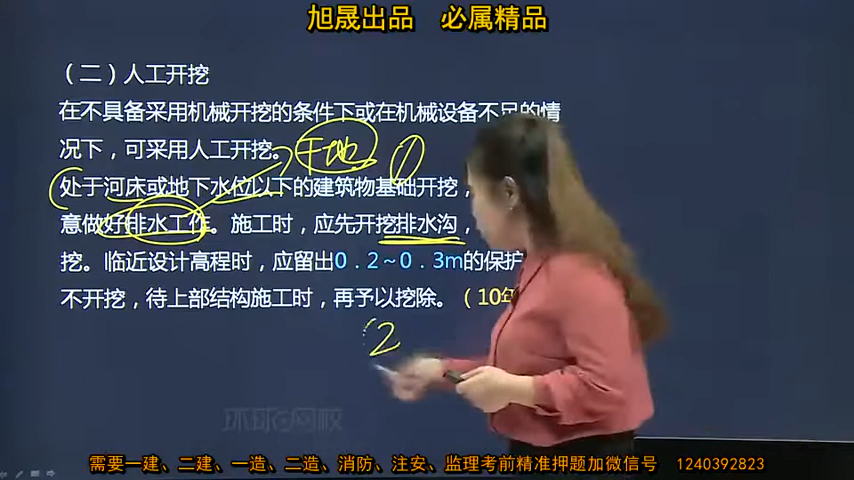 旭晟出品 必属精品
（二）人工开挖
在不具备采用机械开挖的条件下或在机械设备不足的情
况下，可采用人工开挖。
干地
①
处于河床或地下水位以下的建筑物基础开挖，
意做好排水工作。施工时，应先开挖排水沟，
挖。临近设计高程时，应留出0.2～0.3m的保护
不开挖，待上部结构施工时，再予以挖除。（10年
2
环球网校
需要一建、二建、一造、二造、消防、注安、监理考前精准押题加微信号 1240392823